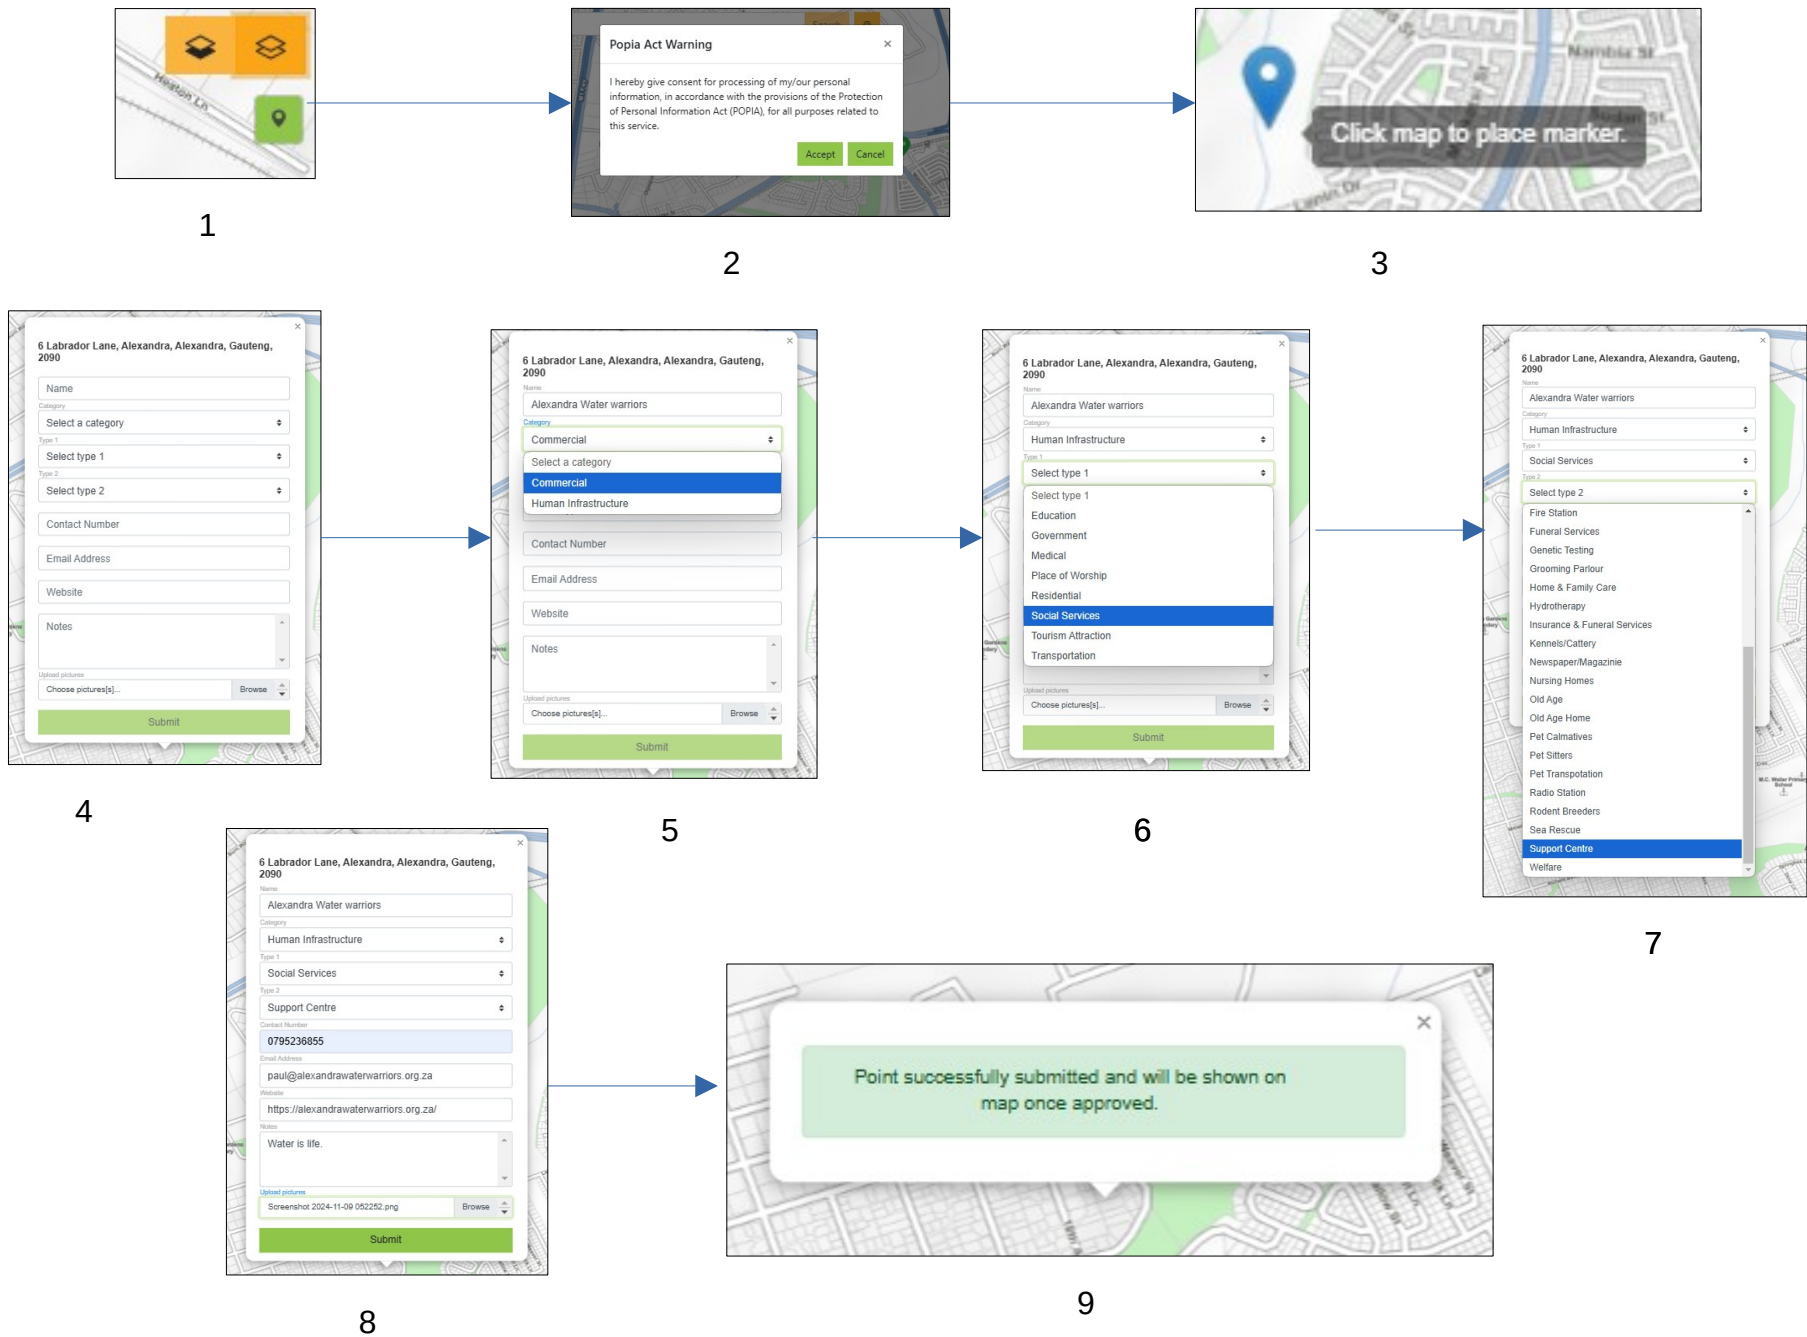 Heston Ln
1
Popia Act Warning
×
I hereby give consent for processing of my/our personal
information, in accordance with the provisions of the Protection
of Personal Information Act (POPIA), for all purposes related to
this service.
Accept Cancel
2
Namibia St
Sudan St
Click map to place marker.
3
×
6 Labrador Lane, Alexandra, Alexandra, Gauteng,
2090
Name
Category
Select a category
Type 1
Select type 1
Type 2
Select type 2
Contact Number
Email Address
Website
Notes
Upload pictures
Choose pictures[s]... Browse
Submit
4
×
6 Labrador Lane, Alexandra, Alexandra, Gauteng,
2090
Name
Alexandra Water warriors
Category
Commercial
Select a category
Commercial
Human Infrastructure
Contact Number
Email Address
Website
Notes
Upload pictures
Choose pictures[s]... Browse
Submit
5
×
6 Labrador Lane, Alexandra, Alexandra, Gauteng,
2090
Name
Alexandra Water warriors
Category
Human Infrastructure
Type 1
Select type 1
Select type 1
Education
Government
Medical
Place of Worship
Residential
Social Services
Tourism Attraction
Transportation
Upload pictures
Choose pictures[s]... Browse
Submit
6
×
6 Labrador Lane, Alexandra, Alexandra, Gauteng,
2090
Name
Alexandra Water warriors
Category
Human Infrastructure
Type 1
Social Services
Type 2
Select type 2
Fire Station
Funeral Services
Genetic Testing
Grooming Parlour
Home & Family Care
Hydrotherapy
Insurance & Funeral Services
Kennels/Cattery
Newspaper/Magazinie
Nursing Homes
Old Age
Old Age Home
Pet Calmatives
Pet Sitters
Pet Transpotation
Radio Station
Rodent Breeders
Sea Rescue
Support Centre
Welfare
7
×
6 Labrador Lane, Alexandra, Alexandra, Gauteng,
2090
Name
Alexandra Water warriors
Category
Human Infrastructure
Type 1
Social Services
Type 2
Support Centre
Contact Number
0795236855
Email Address
paul@alexandrawaterwarriors.org.za
Website
https://alexandrawaterwarriors.org.za/
Notes
Water is life.
Upload pictures
Screenshot 2024-11-09 052252.png Browse
Submit
8
×
Point successfully submitted and will be shown on
map once approved.
9